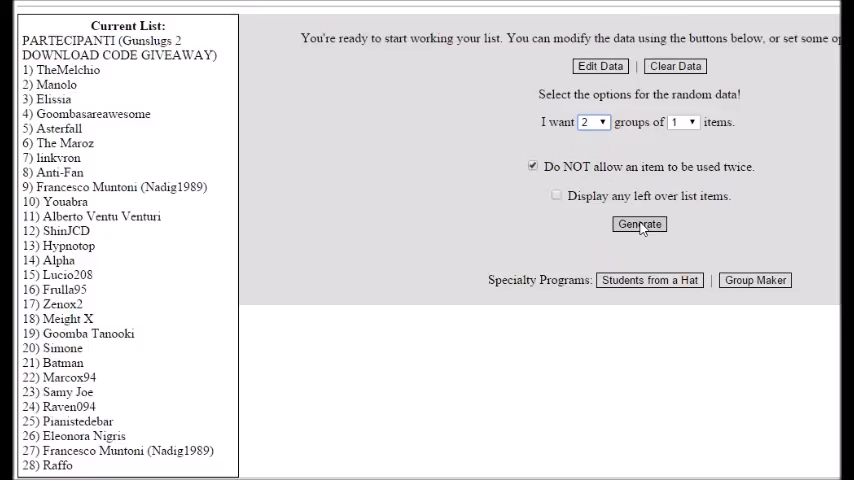 Current List:
PARTECIPANTI (Gunslugs 2
DOWNLOAD CODE GIVEAWAY)
1) TheMelchio
2) Manolo
3) Elissia
4) Goombasareawesome
5) Asterfall
6) The Maroz
7) linkvron
8) Anti-Fan
9) Francesco Muntoni (Nadig1989)
10) Youabra
11) Alberto Ventu Venturi
12) ShinJCD
13) Hypnotop
14) Alpha
15) Lucio208
16) Frulla95
17) Zenox2
18) Meight X
19) Goomba Tanooki
20) Simone
21) Batman
22) Marcox94
23) Samy Joe
24) Raven094
25) Pianistedebar
26) Eleonora Nigris
27) Francesco Muntoni (Nadig1989)
28) Raffo
You're ready to start working your list. You can modify the data using the buttons below, or set some op
Edit Data | Clear Data
Select the options for the random data!
I want 2 groups of 1 items.
Do NOT allow an item to be used twice.
Display any left over list items.
Generate
Specialty Programs: Students from a Hat | Group Maker